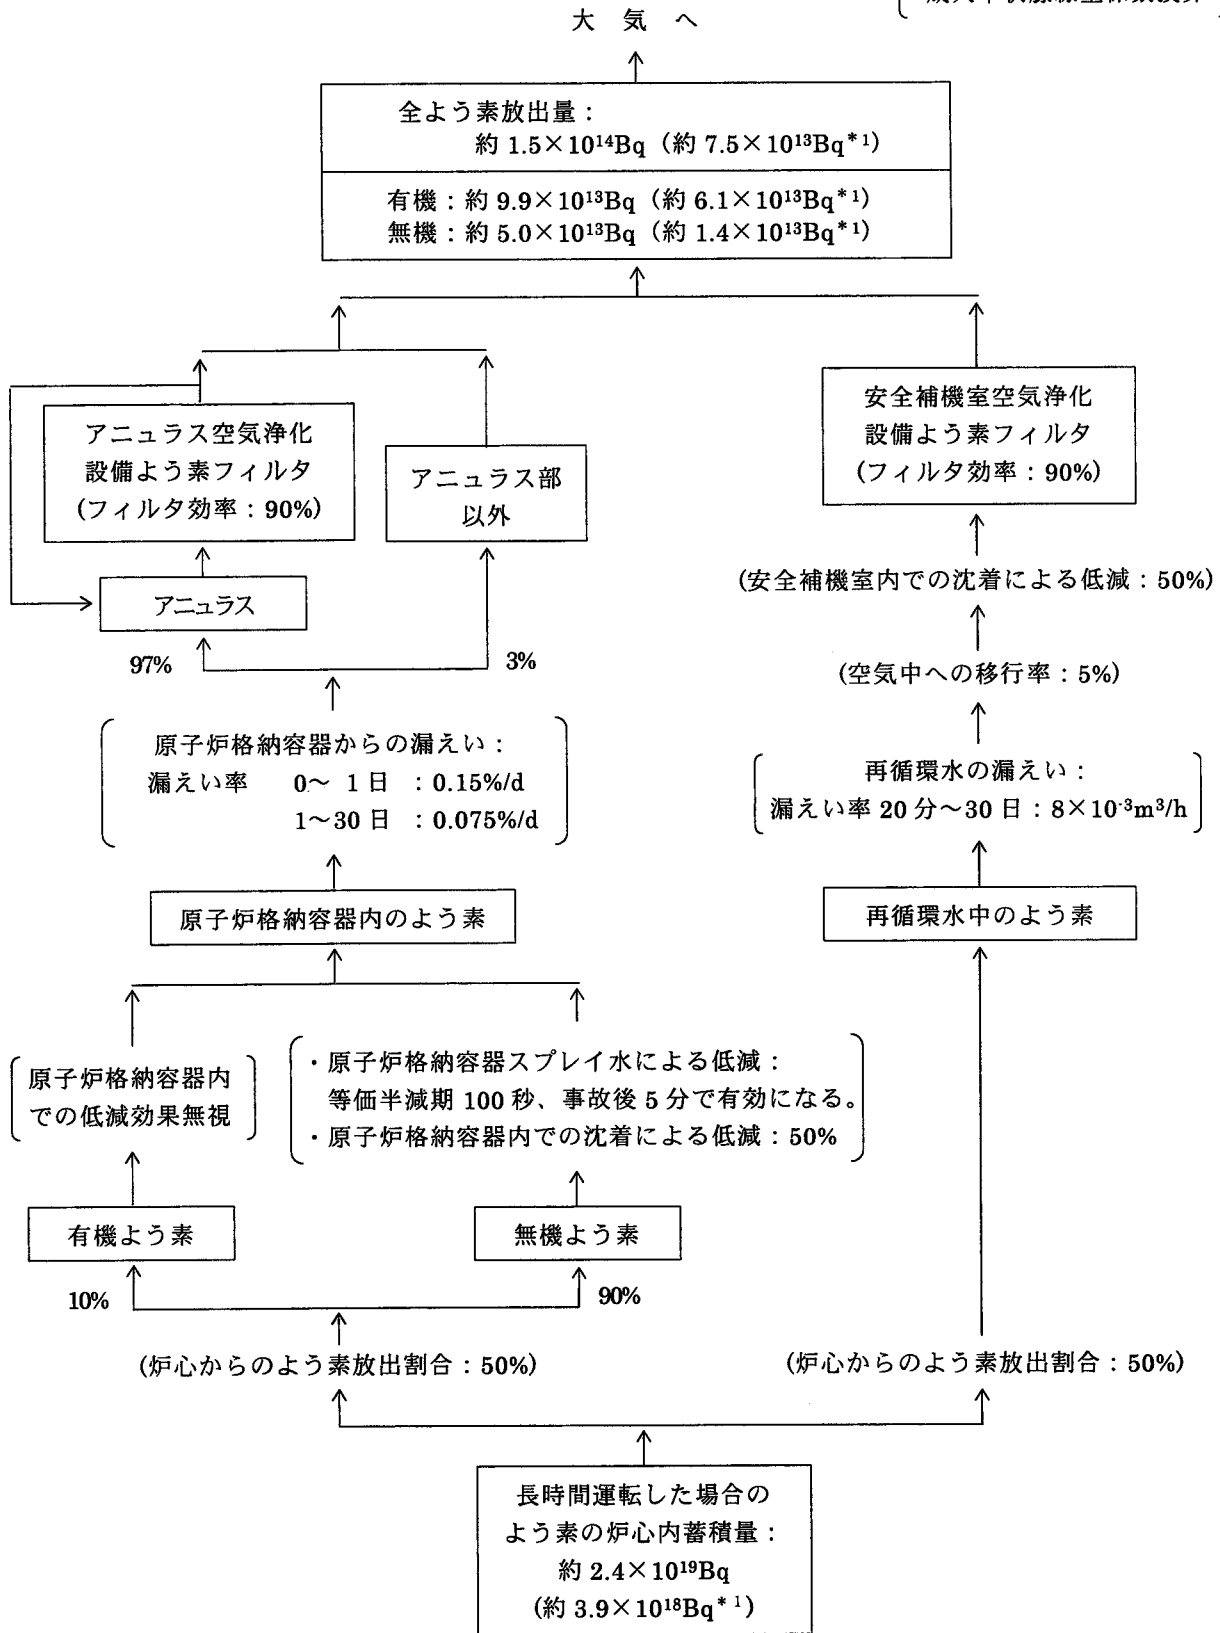 大 気 へ
全よう素放出量：
約 1.5×10¹⁴Bq（約 7.5×10¹³Bq*¹）
有機：約 9.9×10¹³Bq（約 6.1×10¹³Bq*¹）
無機：約 5.0×10¹³Bq（約 1.4×10¹³Bq*¹）
アニュラス空気浄化
設備よう素フィルタ
(フィルタ効率：90%)
アニュラス部
以外
安全補機室空気浄化
設備よう素フィルタ
(フィルタ効率：90%)
アニュラス
(安全補機室内での沈着による低減：50%)
97%
3%
(空気中への移行率：5%)
原子炉格納容器からの漏えい：
漏えい率 0～ 1日 ：0.15%/d
1～30日 ：0.075%/d
再循環水の漏えい：
漏えい率 20分～30日：8×10⁻³m³/h
原子炉格納容器内のよう素
再循環水中のよう素
原子炉格納容器内
での低減効果無視
・原子炉格納容器スプレイ水による低減：
等価半減期 100秒、事故後5分で有効になる。
・原子炉格納容器内での沈着による低減：50%
有機よう素
無機よう素
10%
90%
(炉心からのよう素放出割合：50%)
(炉心からのよう素放出割合：50%)
長時間運転した場合の
よう素の炉心内蓄積量：
約 2.4×10¹⁹Bq
(約 3.9×10¹⁸Bq*¹)